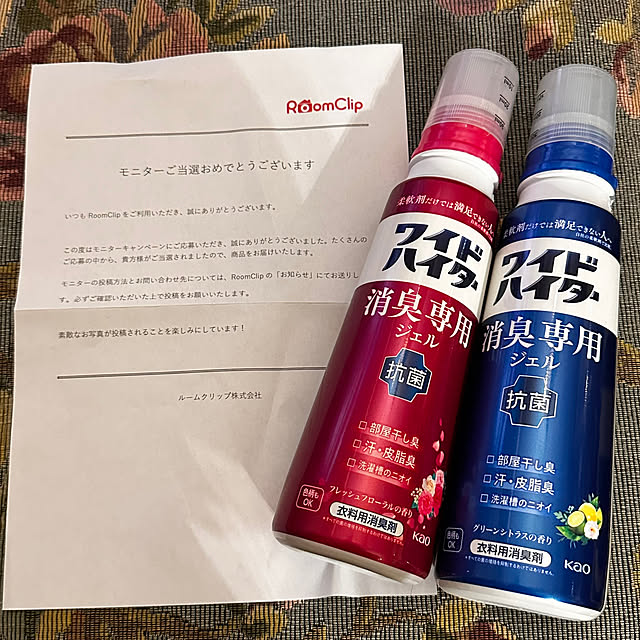 RoomClip
モニターご当選おめでとうございます
いつも RoomClip をご利用いただき、誠にありがとうございます。
この度はモニターキャンペーンにご応募いただき、誠にありがとうございました。たくさんの
ご応募の中から、貴方様がご当選されましたので、商品をお届けいたします。
モニターの投稿方法とお問い合わせ先については、RoomClip の「お知らせ」にてお送りし
す。必ずご確認いただいた上で投稿をお願いいたします。
素敵なお写真が投稿されることを楽しみにしています！
ルームクリップ株式会社
柔軟剤だけでは満足できない人へ
ワイド
ハイター
消臭専用
ジェル
抗菌
部屋干し臭
汗・皮脂臭
洗濯槽のニオイ
フレッシュフローラルの香り
色柄も
OK
衣料用消臭剤
Kao
柔軟剤だけでは満足できない人へ
ワイド
ハイター
消臭専用
ジェル
抗菌
部屋干し臭
汗・皮脂臭
洗濯槽のニオイ
グリーンシトラスの香り
色柄も
OK
衣料用消臭剤
Kao